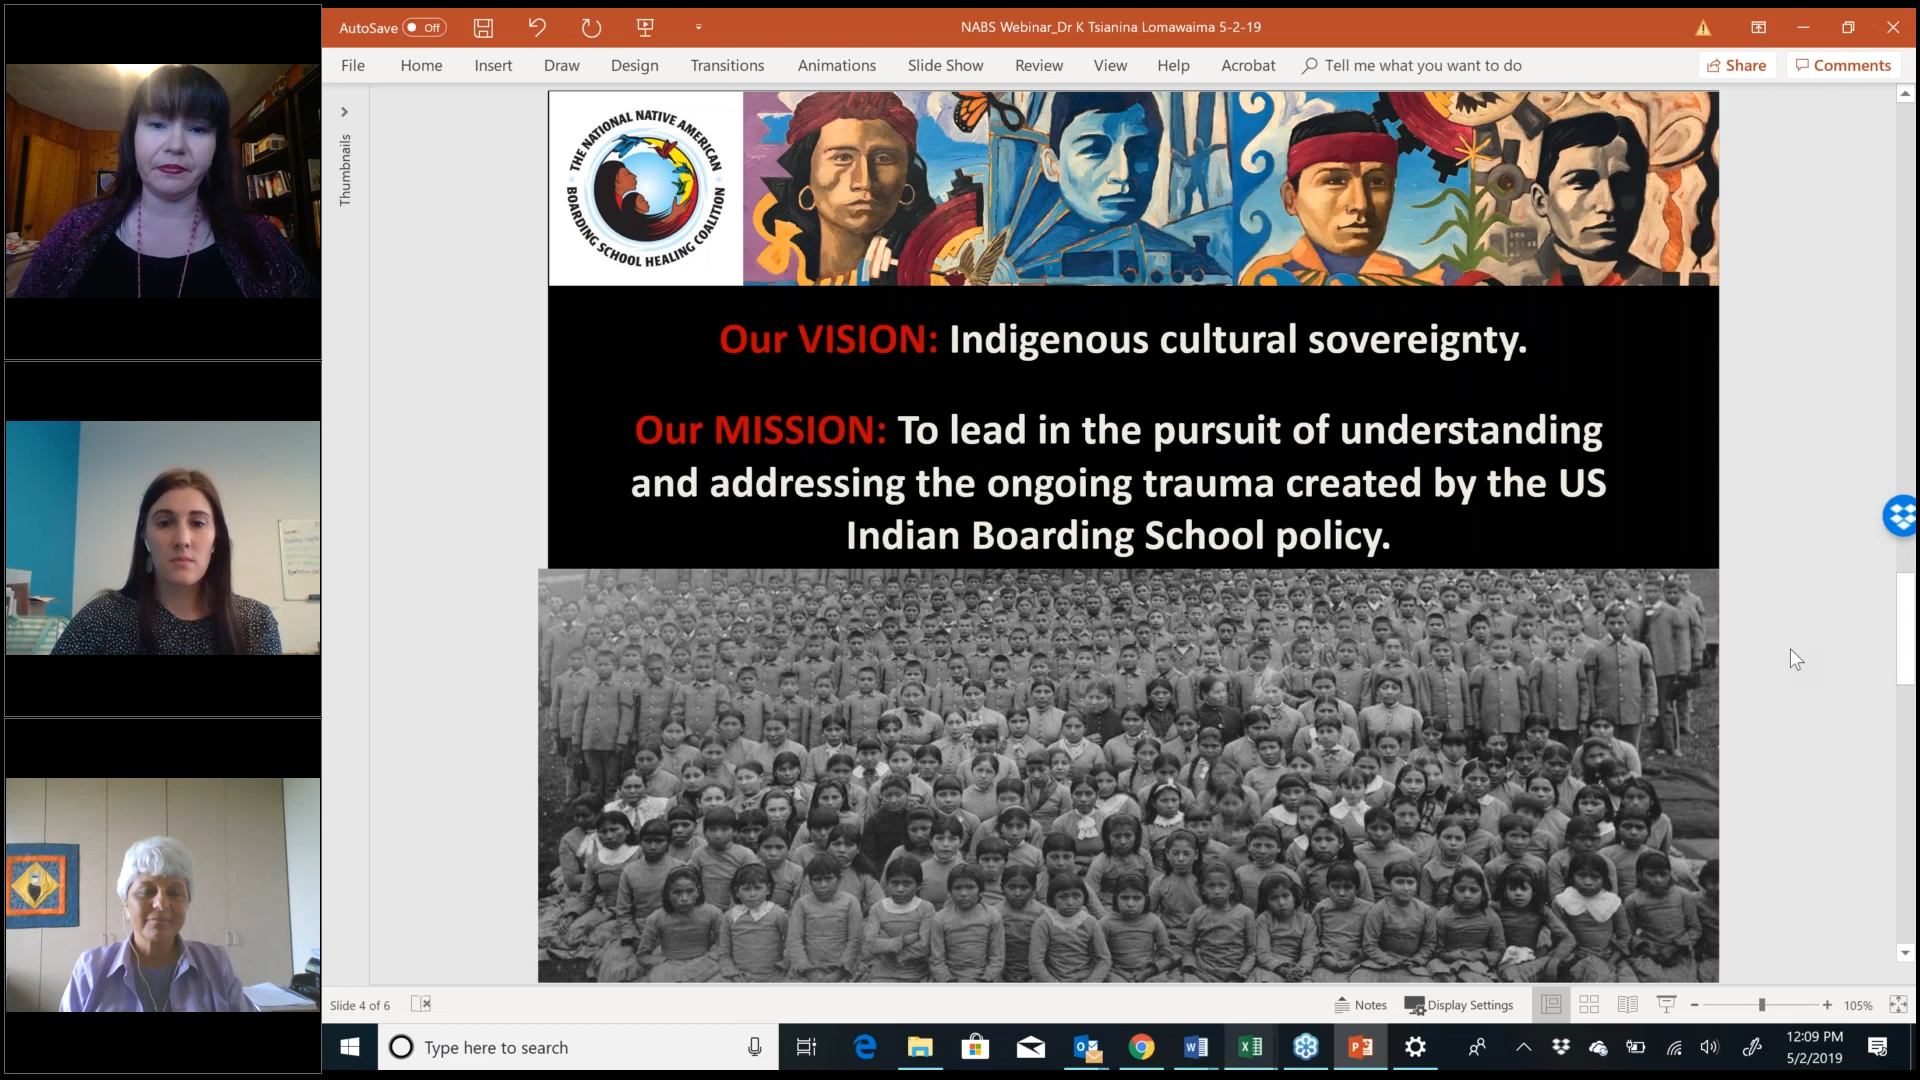 AutoSave Off
NABS Webinar_Dr K Tsianina Lomawaima 5-2-19
File Home Insert Draw Design Transitions Animations Slide Show Review View Help Acrobat Tell me what you want to do Share Comments
Thumbnails
THE NATIONAL NATIVE AMERICAN
BOARDING SCHOOL HEALING COALITION
Our VISION: Indigenous cultural sovereignty.
Our MISSION: To lead in the pursuit of understanding
and addressing the ongoing trauma created by the US
Indian Boarding School policy.
Slide 4 of 6 Notes Display Settings 105%
Type here to search
12:09 PM
5/2/2019